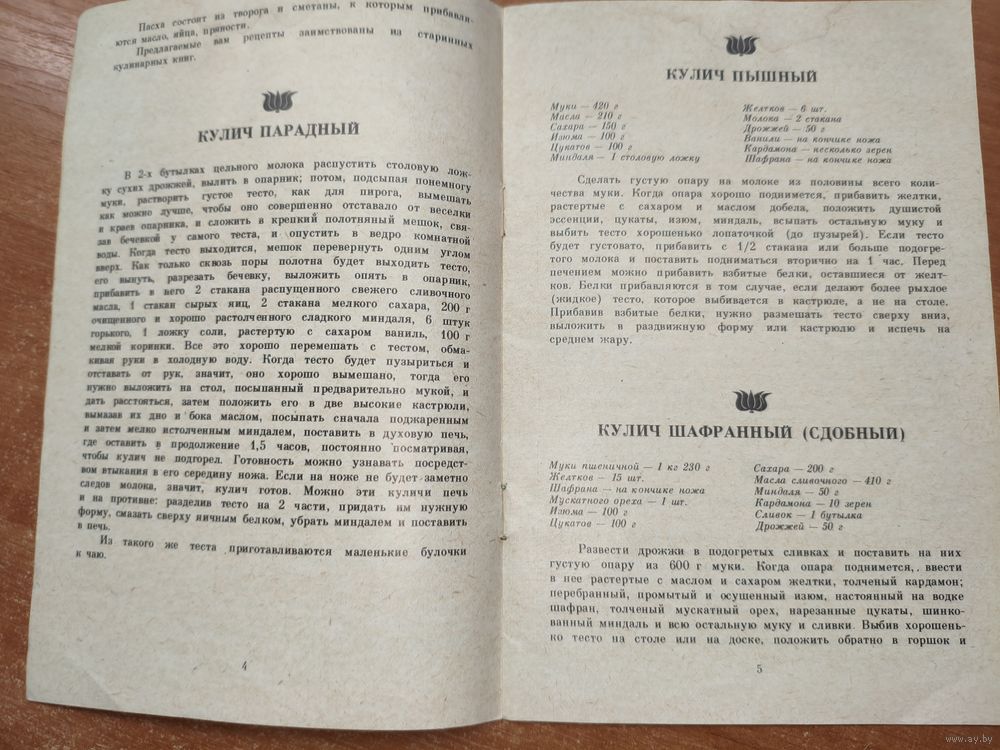 Пасха состоит из творога и сметаны, к которым прибавля-
ются масло, яйца, пряности.
Предлагаемые вам рецепты заимствованы из старинных
кулинарных книг.
КУЛИЧ ПАРАДНЫЙ
В 2-х бутылках цельного молока распустить столовую лож-
ку сухих дрожжей, вылить в опарник; потом, подсыпая понемногу
муки, растворить густое тесто, как для пирога, вымешать
как можно лучше, чтобы оно совершенно отставало от веселки
и краев опарника, и сложить в крепкий полотняный мешок, свя-
зав бечевкой у самого теста, и опустить в ведро комнатной
воды. Когда тесто выходится, мешок перевернуть одним углом
вверх. Как только сквозь поры полотна будет выходить тесто,
его вынуть, разрезать бечевку, выложить опять в опарник,
прибавить в него 2 стакана распущенного свежего сливочного
масла, 1 стакан сырых яиц, 2 стакана мелкого сахара, 200 г
очищенного и хорошо растолченного сладкого миндаля, 6 штук
горького, 1 ложку соли, растертую с сахаром ваниль, 100 г
мелкой коринки. Все это хорошо перемешать с тестом, обма-
кивая руки в холодную воду. Когда тесто будет пузыриться и
отставать от рук, значит, оно хорошо вымешано, тогда его
нужно выложить на стол, посыпанный предварительно мукой, и
дать расстояться, затем положить его в две высокие кастрюли,
вымазав их дно и бока маслом, посыпать сначала поджаренным
и затем мелко истолченным миндалем, поставить в духовую печь,
где оставить в продолжение 1,5 часов, постоянно посматривая,
чтобы кулич не подгорел. Готовность можно узнавать посредст-
вом втыкания в его середину ножа. Если на ноже не будет заметно
следов молока, значит, кулич готов. Можно эти куличи печь
и на противне: разделив тесто на 2 части, придать им нужную
форму, смазать сверху яичным белком, убрать миндалем и поставить
в печь.
Из такого же теста приготавливаются маленькие булочки
к чаю.
4
КУЛИЧ ПЫШНЫЙ
Муки — 420 г
Масла — 210 г
Сахара — 150 г
Изюма — 100 г
Цукатов — 100 г
Миндаля — 1 столовую ложку
Желтков — 6 шт.
Молока — 2 стакана
Дрожжей — 50 г
Ванили — на кончике ножа
Кардамона — несколько зерен
Шафрана — на кончике ножа
Сделать густую опару на молоке из половины всего коли-
чества муки. Когда опара хорошо поднимется, прибавить желтки,
растертые с сахаром и маслом добела, положить душистой
эссенции, цукаты, изюм, миндаль, всыпать остальную муку и
выбить тесто хорошенько лопаточкой (до пузырей). Если тесто
будет густовато, прибавить с 1/2 стакана или больше подогре-
того молока и поставить подниматься вторично на 1 час. Перед
печением можно прибавить взбитые белки, оставшиеся от желт-
ков. Белки прибавляются в том случае, если делают более рыхлое
(жидкое) тесто, которое выбивается в кастрюле, а не на столе.
Прибавив взбитые белки, нужно размешать тесто сверху вниз,
выложить в раздвижную форму или кастрюлю и испечь на
среднем жару.
КУЛИЧ ШАФРАННЫЙ (СДОБНЫЙ)
Муки пшеничной — 1 кг 230 г
Желтков — 15 шт.
Шафрана — на кончике ножа
Мускатного ореха — 1 шт.
Изюма — 100 г
Цукатов — 100 г
Сахара — 200 г
Масла сливочного — 410 г
Миндаля — 50 г
Кардамона — 10 зерен
Сливок — 1 бутылка
Дрожжей — 50 г
Развести дрожжи в подогретых сливках и поставить на них
густую опару из 600 г муки. Когда опара поднимется, ввести
в нее растертые с маслом и сахаром желтки, толченый кардамон;
перебранный, промытый и осушенный изюм, настоянный на водке
шафран, толченый мускатный орех, нарезанные цукаты, шинко-
ванный миндаль и всю остальную муку и сливки. Выбив хорошень-
ко тесто на столе или на доске, положить обратно в горшок и
5
www.ay.by